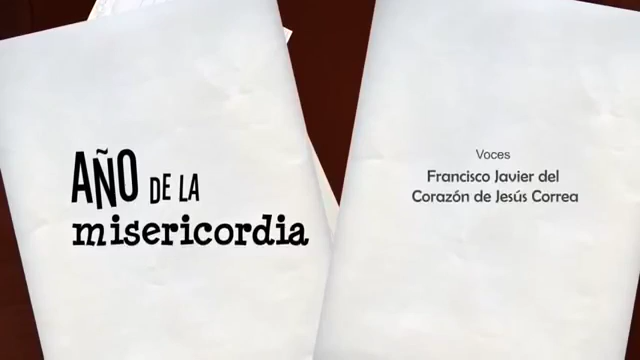 AÑO DE LA
misericordia
Voces
Francisco Javier del
Corazón de Jesús Correa